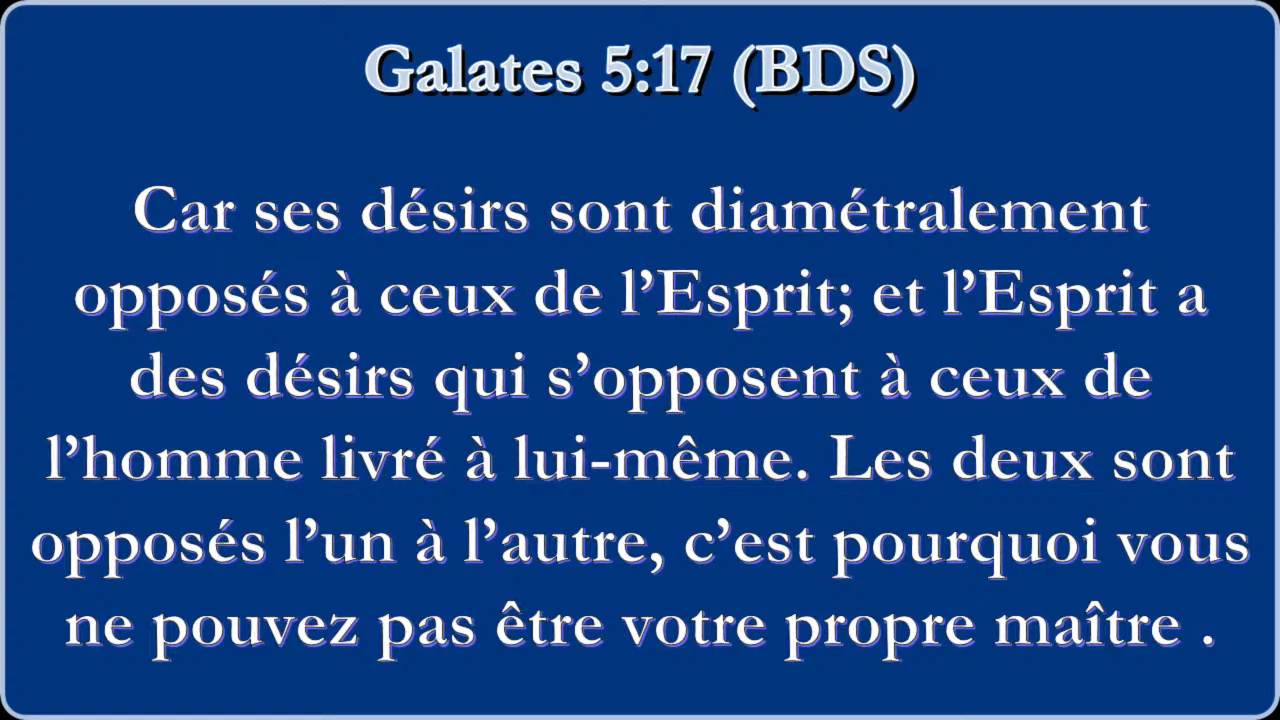 Galates 5:17 (BDS)
Car ses désirs sont diamétralement
opposés à ceux de l’Esprit; et l’Esprit a
des désirs qui s’opposent à ceux de
l’homme livré à lui-même. Les deux sont
opposés l’un à l’autre, c’est pourquoi vous
ne pouvez pas être votre propre maître .